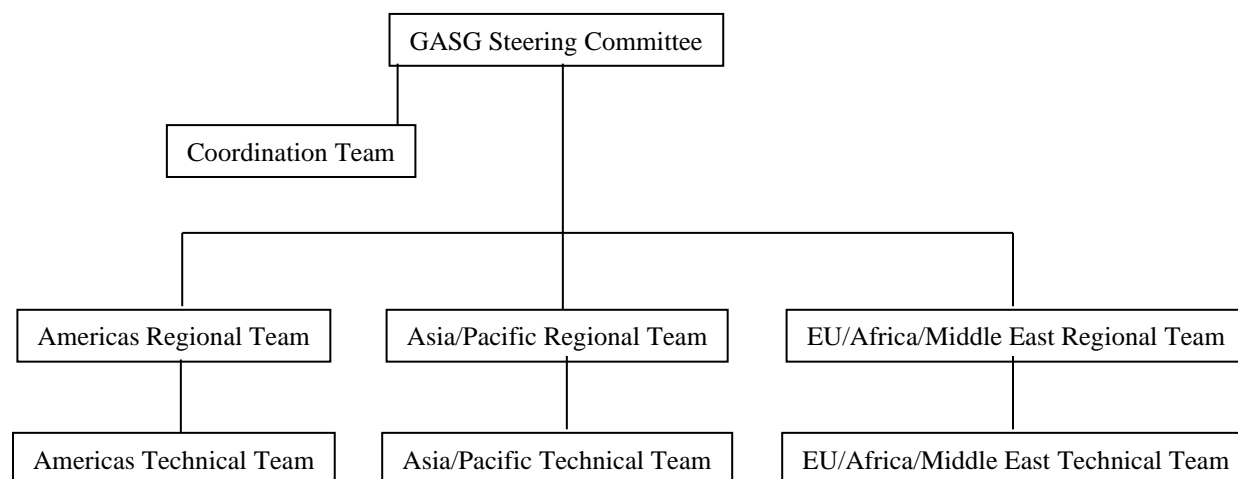 GASG Steering Committee
Coordination Team
Americas Regional Team
Asia/Pacific Regional Team
EU/Africa/Middle East Regional Team
Americas Technical Team
Asia/Pacific Technical Team
EU/Africa/Middle East Technical Team